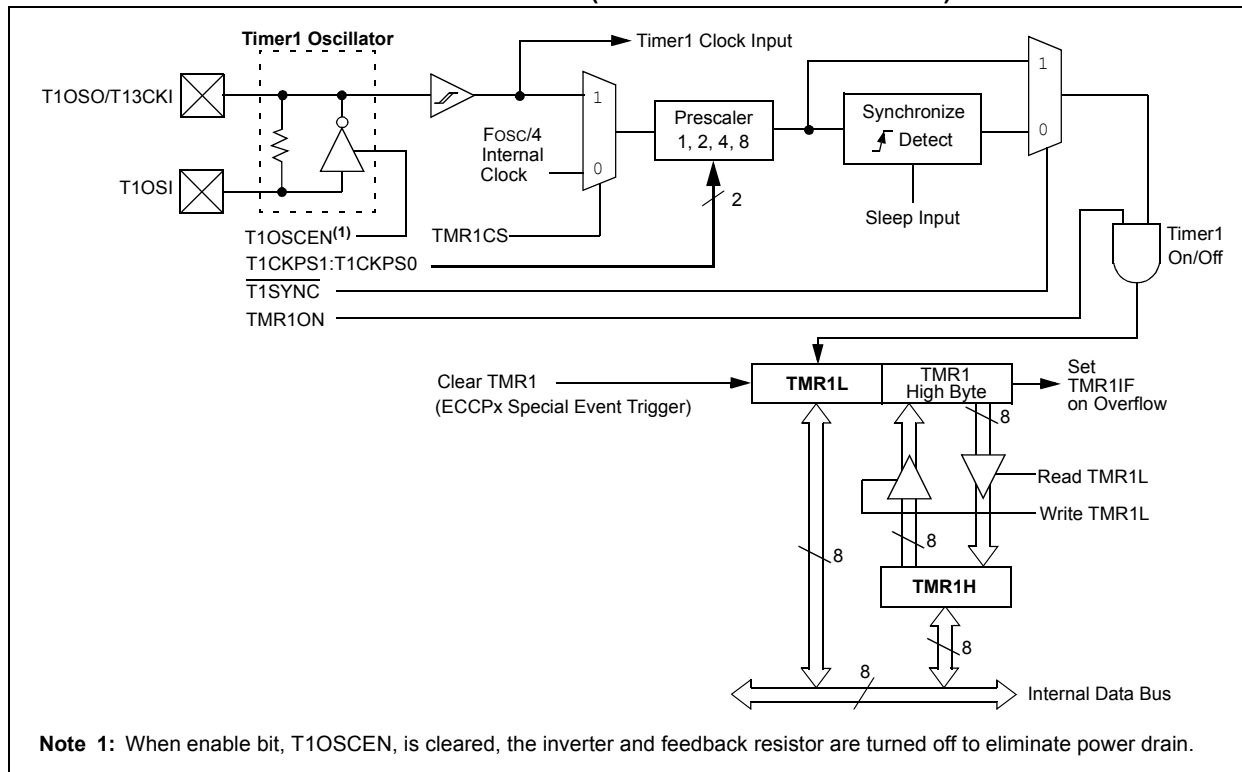 Timer1 Oscillator
Timer1 Clock Input
T1OSO/T13CKI
T1OSI
FOSC/4
Internal
Clock
1
0
Prescaler
1, 2, 4, 8
2
Synchronize
Detect
Sleep Input
1
0
T1OSCEN(1)
TMR1CS
T1CKPS1:T1CKPS0
T1SYNC
TMR1ON
Timer1
On/Off
Clear TMR1
(ECCPx Special Event Trigger)
TMR1L
TMR1
High Byte
Set
TMR1IF
on Overflow
8
Read TMR1L
Write TMR1L
8
8
TMR1H
8
8
Internal Data Bus
Note 1: When enable bit, T1OSCEN, is cleared, the inverter and feedback resistor are turned off to eliminate power drain.